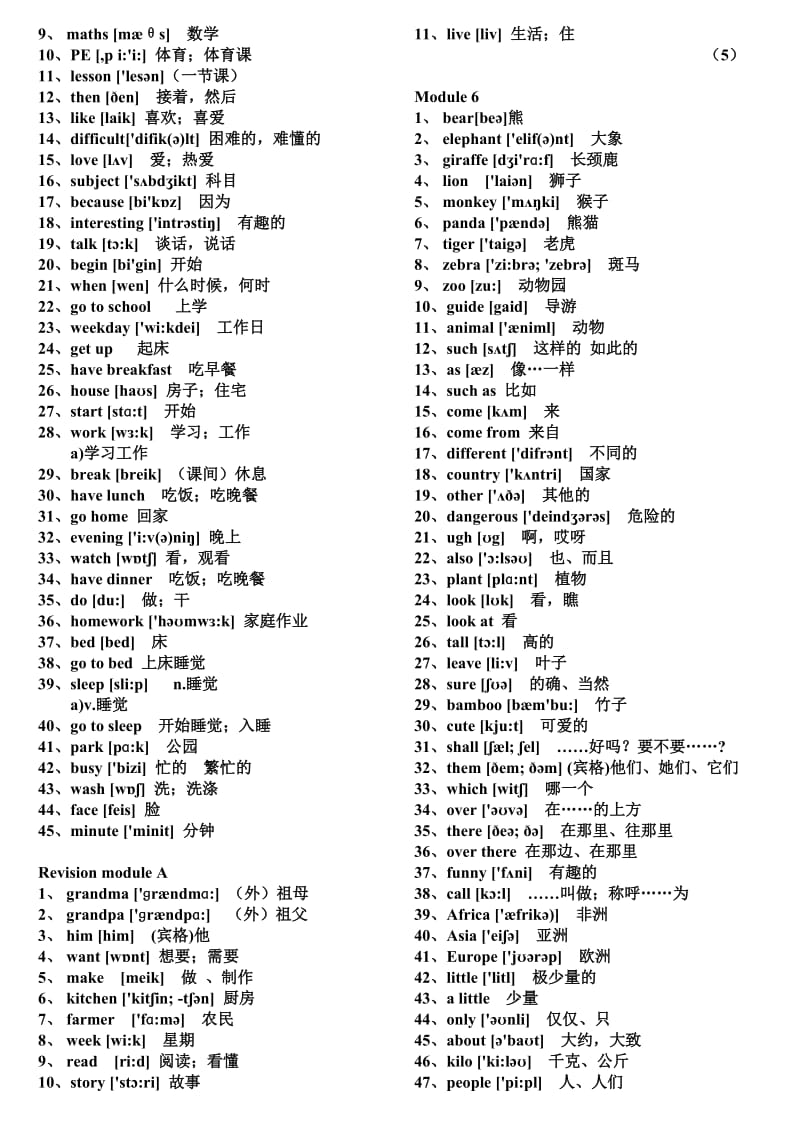 9、 maths [mæθs] 数学
10、PE [,p i:'i:] 体育；体育课
11、lesson ['lesən]（一节课）
12、then [ðen] 接着，然后
13、like [laik] 喜欢；喜爱
14、difficult['difik(ə)lt] 困难的，难懂的
15、love [lʌv] 爱；热爱
16、subject ['sʌbdʒikt] 科目
17、because [bi'kɒz] 因为
18、interesting ['intrəstiŋ] 有趣的
19、talk [tɔ:k] 谈话，说话
20、begin [bi'gin] 开始
21、when [wen] 什么时候，何时
22、go to school 上学
23、weekday ['wi:kdei] 工作日
24、get up 起床
25、have breakfast 吃早餐
26、house [haʊs] 房子；住宅
27、start [stɑ:t] 开始
28、work [wɜ:k] 学习；工作
a)学习工作
29、break [breik] （课间）休息
30、have lunch 吃饭；吃晚餐
31、go home 回家
32、evening ['i:v(ə)niŋ] 晚上
33、watch [wɒtʃ] 看，观看
34、have dinner 吃饭；吃晚餐
35、do [du:] 做；干
36、homework ['həʊmwɜ:k] 家庭作业
37、bed [bed] 床
38、go to bed 上床睡觉
39、sleep [sli:p] n.睡觉
a)v.睡觉
40、go to sleep 开始睡觉；入睡
41、park [pɑ:k] 公园
42、busy ['bizi] 忙的 繁忙的
43、wash [wɒʃ] 洗；洗涤
44、face [feis] 脸
45、minute ['minit] 分钟
Revision module A
1、 grandma ['grændmɑ:] （外）祖母
2、 grandpa ['grændpɑ:] （外）祖父
3、 him [him] (宾格)他
4、 want [wɒnt] 想要；需要
5、 make [meik] 做 、制作
6、 kitchen ['kitʃin; -tʃən] 厨房
7、 farmer ['fɑ:mə] 农民
8、 week [wi:k] 星期
9、 read [ri:d] 阅读；看懂
10、story ['stɔ:ri] 故事
11、live [liv] 生活；住
（5）
Module 6
1、 bear[beə]熊
2、 elephant ['elif(ə)nt] 大象
3、 giraffe [dʒi'rɑ:f] 长颈鹿
4、 lion ['laiən] 狮子
5、 monkey ['mʌŋki] 猴子
6、 panda ['pændə] 熊猫
7、 tiger ['taigə] 老虎
8、 zebra ['zi:brə; 'zebrə] 斑马
9、 zoo [zu:] 动物园
10、guide [gaid] 导游
11、animal ['æniml] 动物
12、such [sʌtʃ] 这样的 如此的
13、as [æz] 像…一样
14、such as 比如
15、come [kʌm] 来
16、come from 来自
17、different ['difrənt] 不同的
18、country ['kʌntri] 国家
19、other ['ʌðə] 其他的
20、dangerous ['deindʒərəs] 危险的
21、ugh [ʊg] 啊，哎呀
22、also ['ɔ:lsəʊ] 也、而且
23、plant [plɑ:nt] 植物
24、look [lʊk] 看，瞧
25、look at 看
26、tall [tɔ:l] 高的
27、leave [li:v] 叶子
28、sure [ʃʊə] 的确、当然
29、bamboo [bæm'bu:] 竹子
30、cute [kju:t] 可爱的
31、shall [ʃæl; ʃel] ……好吗？要不要……?
32、them [ðem; ðəm] (宾格)他们、她们、它们
33、which [witʃ] 哪一个
34、over ['əʊvə] 在……的上方
35、there [ðeə; ðə] 在那里、往那里
36、over there 在那边、在那里
37、funny ['fʌni] 有趣的
38、call [kɔ:l] ……叫做；称呼……为
39、Africa ['æfrikə)] 非洲
40、Asia ['eiʃə] 亚洲
41、Europe ['jʊərəp] 欧洲
42、little ['litl] 极少量的
43、a little 少量
44、only ['əʊnli] 仅仅、只
45、about [ə'baʊt] 大约，大致
46、kilo ['ki:ləʊ] 千克、公斤
47、people ['pi:pl] 人、人们